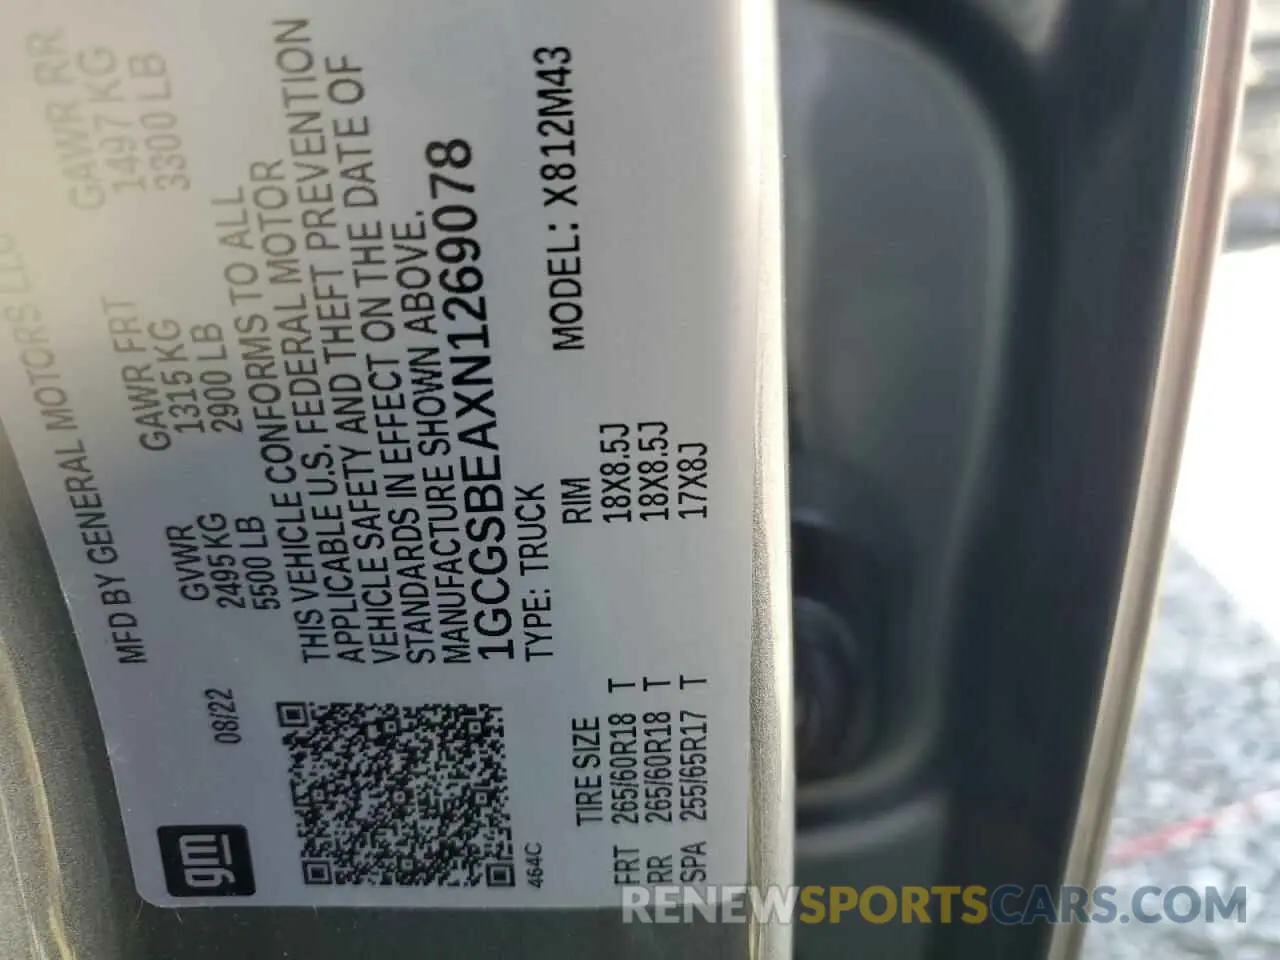 MFD BY GENERAL MOTORS LLC
08/22
GVWR GAWR FRT GAWR RR
2495 KG 1315 KG 1497 KG
5500 LB 2900 LB 3300 LB
THIS VEHICLE CONFORMS TO ALL
APPLICABLE U.S. FEDERAL MOTOR
VEHICLE SAFETY AND THEFT PREVENTION
STANDARDS IN EFFECT ON THE DATE OF
MANUFACTURE SHOWN ABOVE.
1GCGSBEAXN1269078
TYPE: TRUCK MODEL: X812M43
gm
464C
TIRE SIZE RIM
FRT 265/60R18 T 18X8.5J
RR 265/60R18 T 18X8.5J
SPA 255/65R17 T 17X8J
RENEWSPORTSCARS.COM